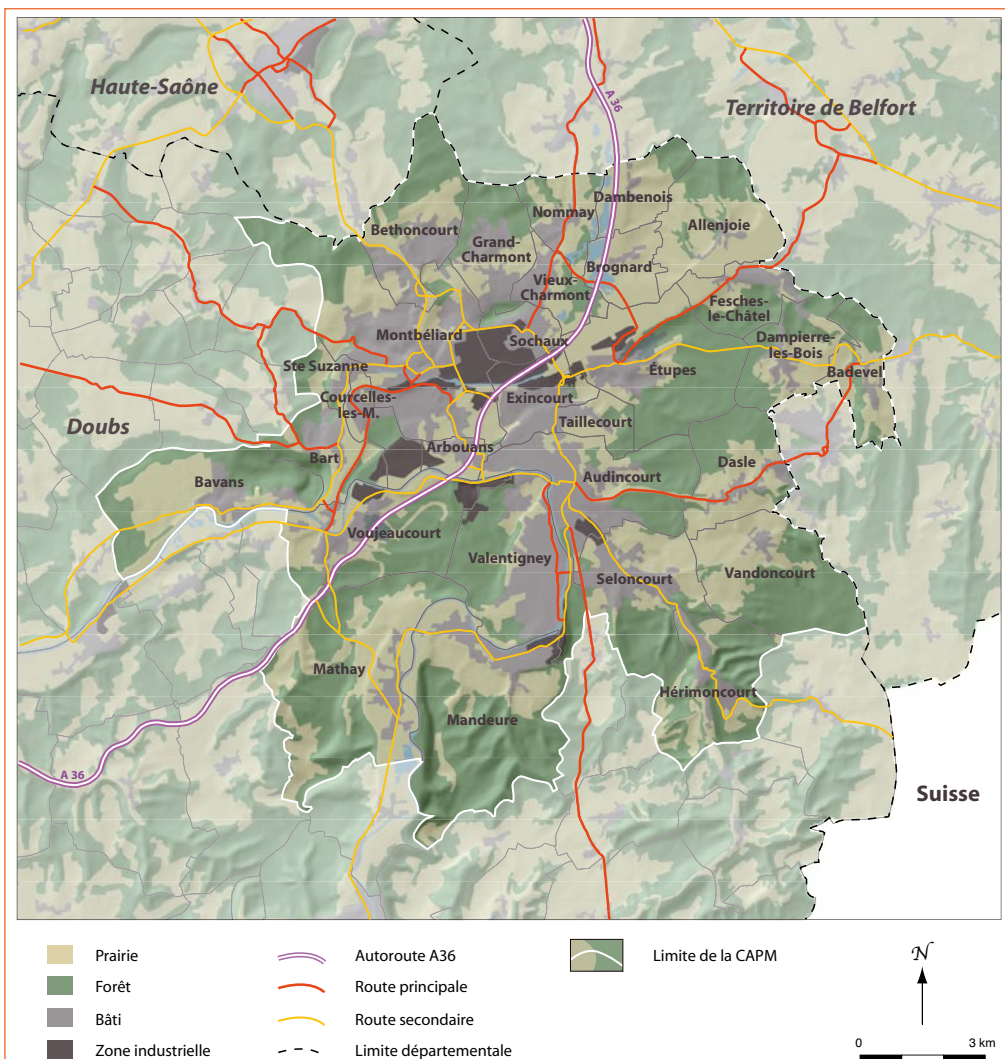 Haute-Saône
A 36
Territoire de Belfort
Dambenois
Nommay
Allenjoie
Bethoncourt
Grand-
Charmont
Brognard
Vieux-
Charmont
Fesches-
le-Châtel
Montbéliard
Sochaux
Dampierre-
les-Bois
Ste Suzanne
Étupes
Badevel
Courcelles-
les-M.
Exincourt
Taillecourt
Doubs
Arbouans
Bart
Dasle
Audincourt
Bavans
Voujeaucourt
Valentigney
Vandoncourt
Seloncourt
Mathay
Hérimoncourt
Mandeure
A 36
Suisse
Prairie
Forêt
Bâti
Zone industrielle
Autoroute A36
Route principale
Route secondaire
Limite départementale
Limite de la CAPM
N
0 3 km